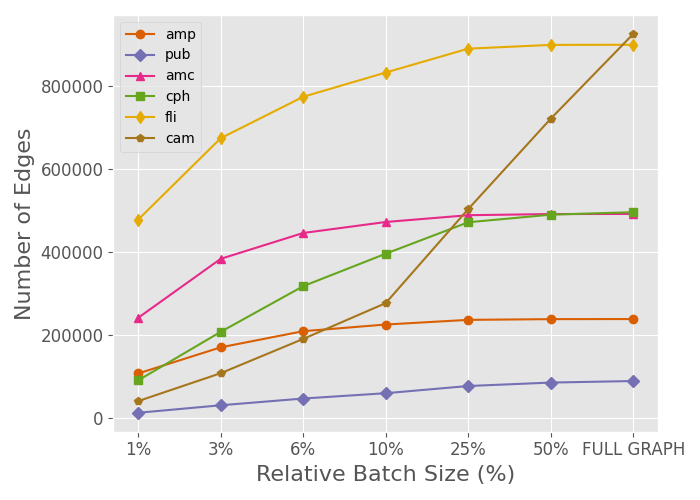 amp
pub
amc
cph
fli
cam
800000
600000
400000
200000
0
Number of Edges
1% 3% 6% 10% 25% 50% FULL GRAPH
Relative Batch Size (%)